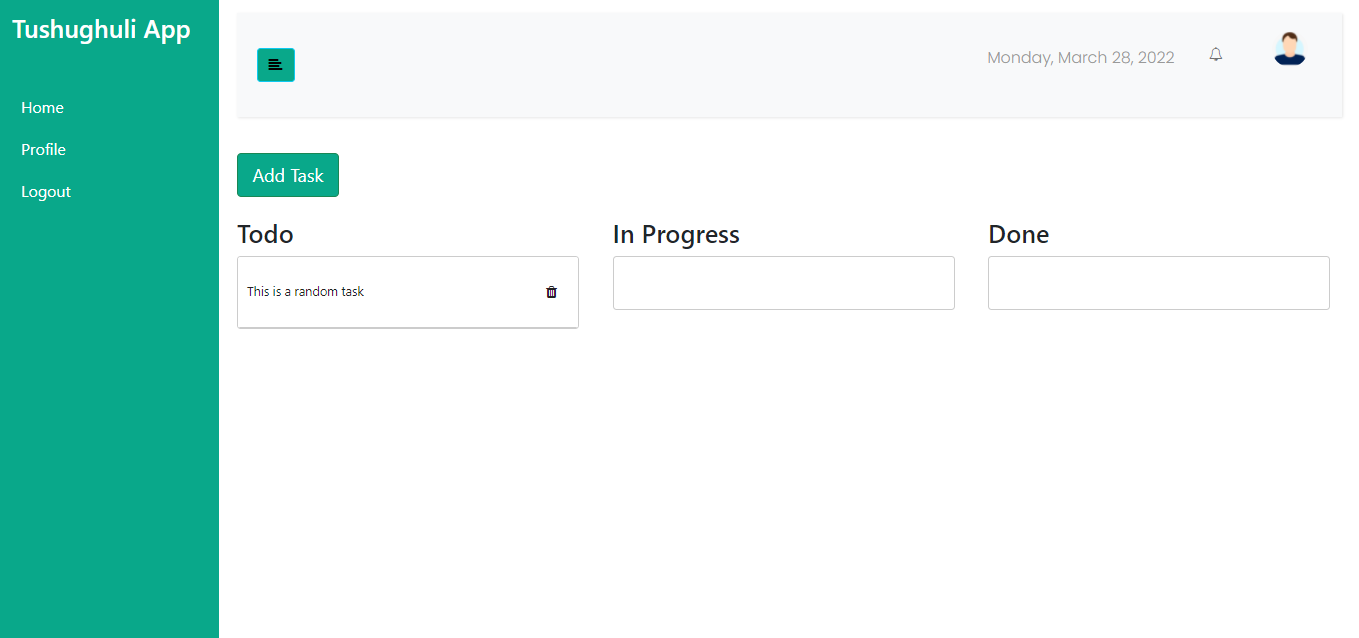 Tushughuli App
Home
Profile
Logout
Monday, March 28, 2022
Add Task
Todo
This is a random task
In Progress
Done